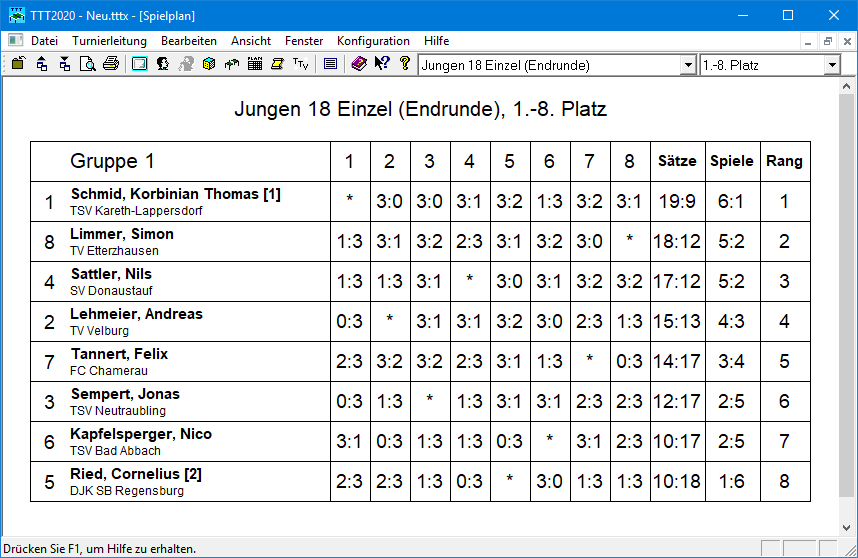 TTT2020 - Neu.tttx - [Spielplan]
Datei Turnierleitung Bearbeiten Ansicht Fenster Konfiguration Hilfe
TTV Jungen 18 Einzel (Endrunde) 1.-8. Platz
Jungen 18 Einzel (Endrunde), 1.-8. Platz
Gruppe 1 1 2 3 4 5 6 7 8 Sätze Spiele Rang
1 Schmid, Korbinian Thomas [1] * 3:0 3:0 3:1 3:2 1:3 3:2 3:1 19:9 6:1 1
TSV Kareth-Lappersdorf
8 Limmer, Simon 1:3 3:1 3:2 2:3 3:1 3:2 3:0 * 18:12 5:2 2
TV Etterzhausen
4 Sattler, Nils 1:3 1:3 3:1 * 3:0 3:1 3:2 3:2 17:12 5:2 3
SV Donaustauf
2 Lehmeier, Andreas 0:3 * 3:1 3:1 3:2 3:0 2:3 1:3 15:13 4:3 4
TV Velburg
7 Tannert, Felix 2:3 3:2 3:2 2:3 3:1 1:3 * 0:3 14:17 3:4 5
FC Chamerau
3 Sempert, Jonas 0:3 1:3 * 1:3 3:1 3:1 2:3 2:3 12:17 2:5 6
TSV Neutraubling
6 Kapfelsperger, Nico 3:1 0:3 1:3 1:3 0:3 * 3:1 2:3 10:17 2:5 7
TSV Bad Abbach
5 Ried, Cornelius [2] 2:3 2:3 1:3 0:3 * 3:0 1:3 1:3 10:18 1:6 8
DJK SB Regensburg
Drücken Sie F1, um Hilfe zu erhalten.